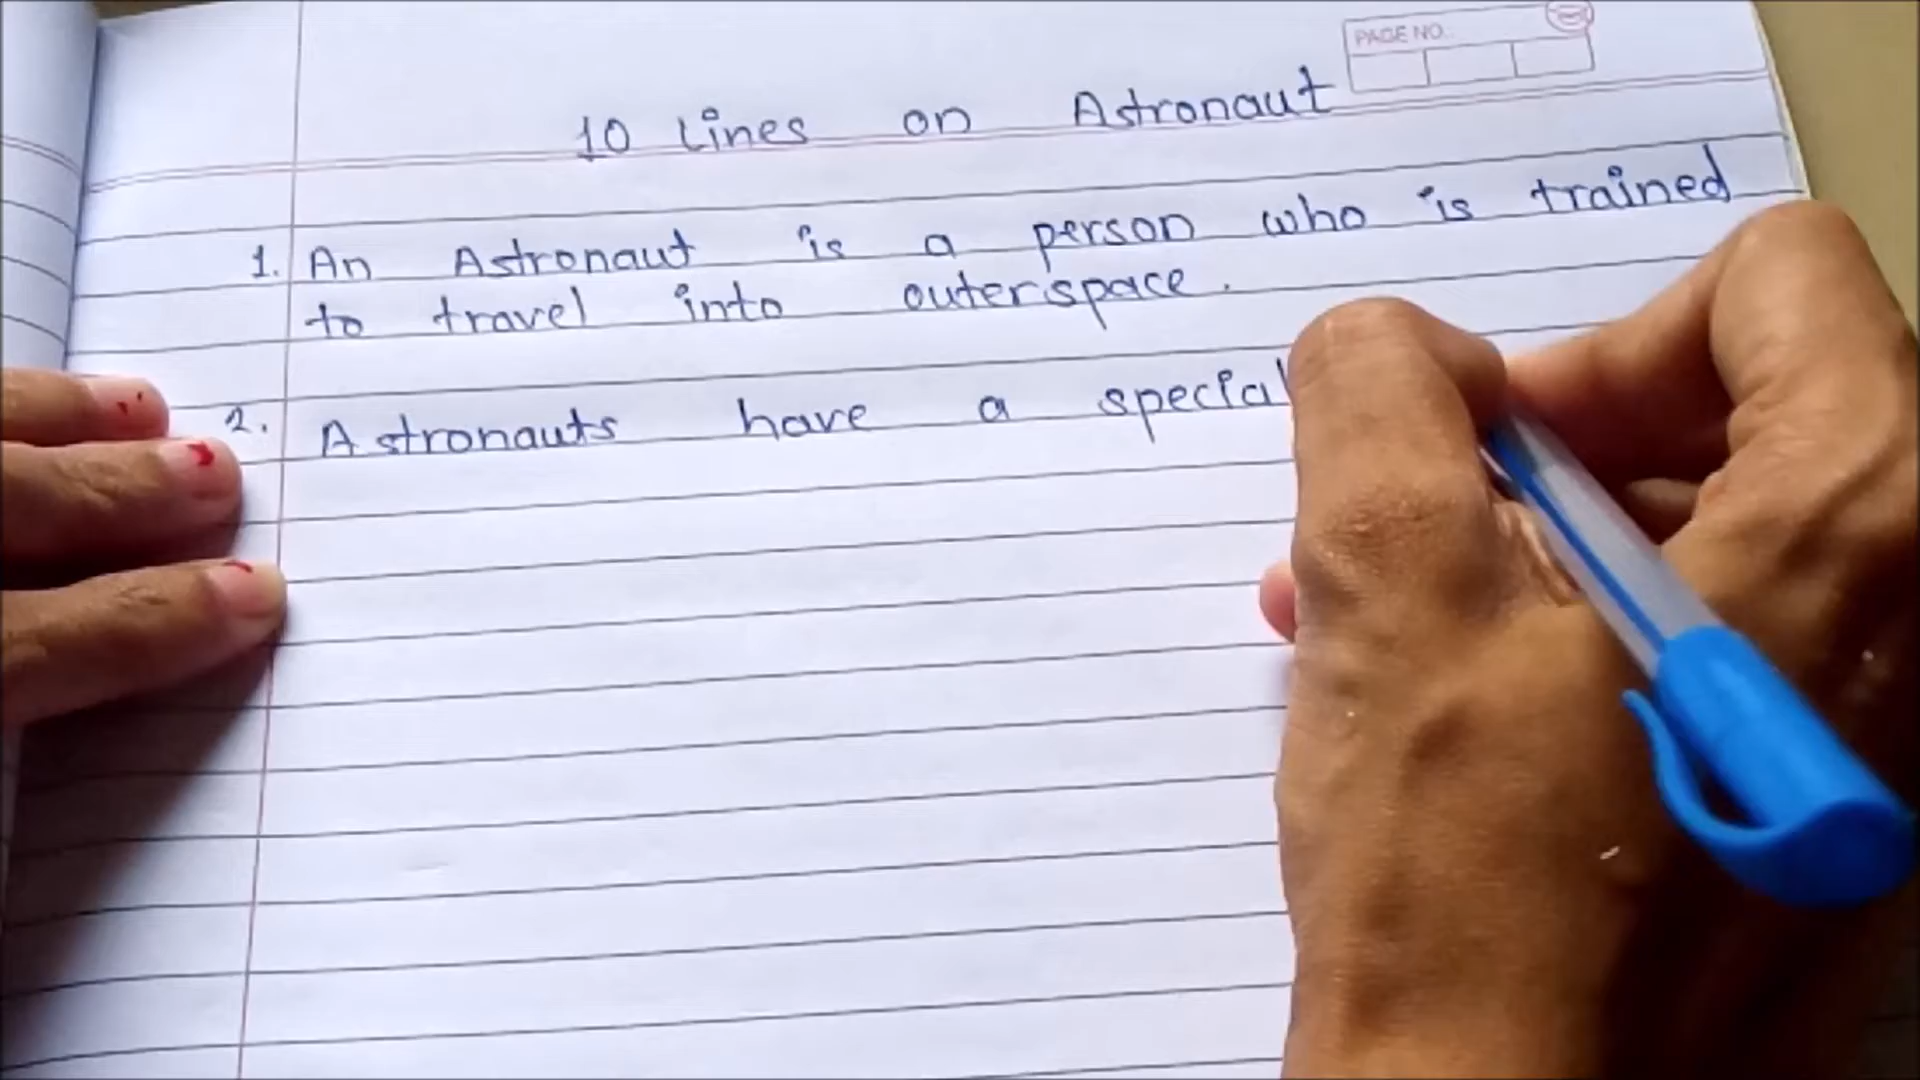 PAGE NO.:
10 Lines on Astronaut
1. An Astronaut is a person who is trained
to travel into outerspace.
2. Astronauts have a special